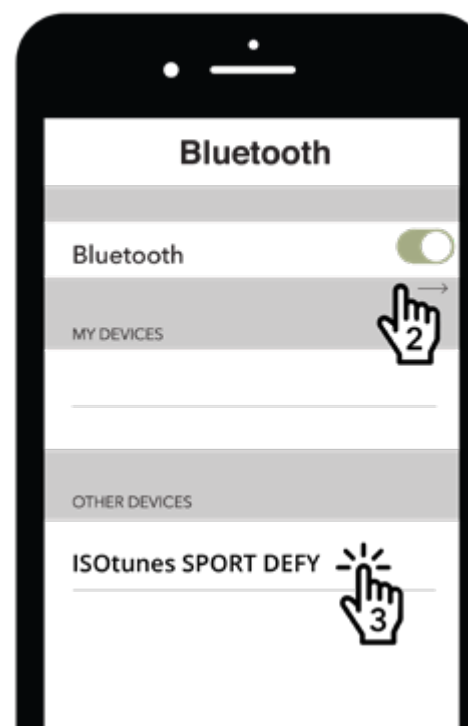 Bluetooth
Bluetooth
2
MY DEVICES
OTHER DEVICES
ISOtunes SPORT DEFY
3